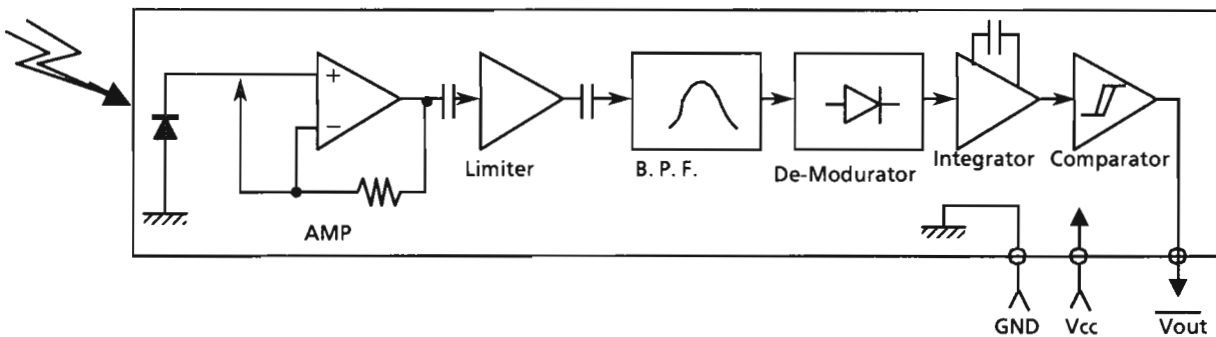 +
−
AMP
Limiter
B. P. F.
De-Modurator
Integrator
Comparator
GND
Vcc
Vout